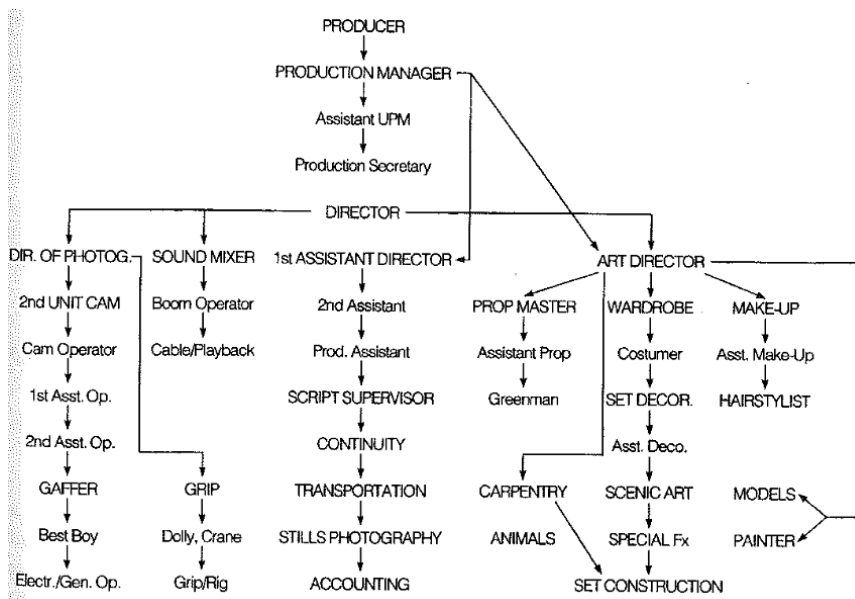 PRODUCER
PRODUCTION MANAGER
Assistant UPM
Production Secretary
DIRECTOR
DIR. OF PHOTOG. SOUND MIXER 1st ASSISTANT DIRECTOR ART DIRECTOR
2nd UNIT CAM Boom Operator 2nd Assistant PROP MASTER WARDROBE MAKE-UP
Cam Operator Cable/Playback Prod. Assistant Assistant Prop Costumer Asst. Make-Up
1st Asst. Op. SCRIPT SUPERVISOR Greenman SET DECOR. HAIRSTYLIST
2nd Asst. Op. CONTINUITY Asst. Deco.
GAFFER GRIP TRANSPORTATION CARPENTRY SCENIC ART MODELS
Best Boy Dolly, Crane STILLS PHOTOGRAPHY ANIMALS SPECIAL Fx PAINTER
Electr./Gen. Op. Grip/Rig ACCOUNTING SET CONSTRUCTION